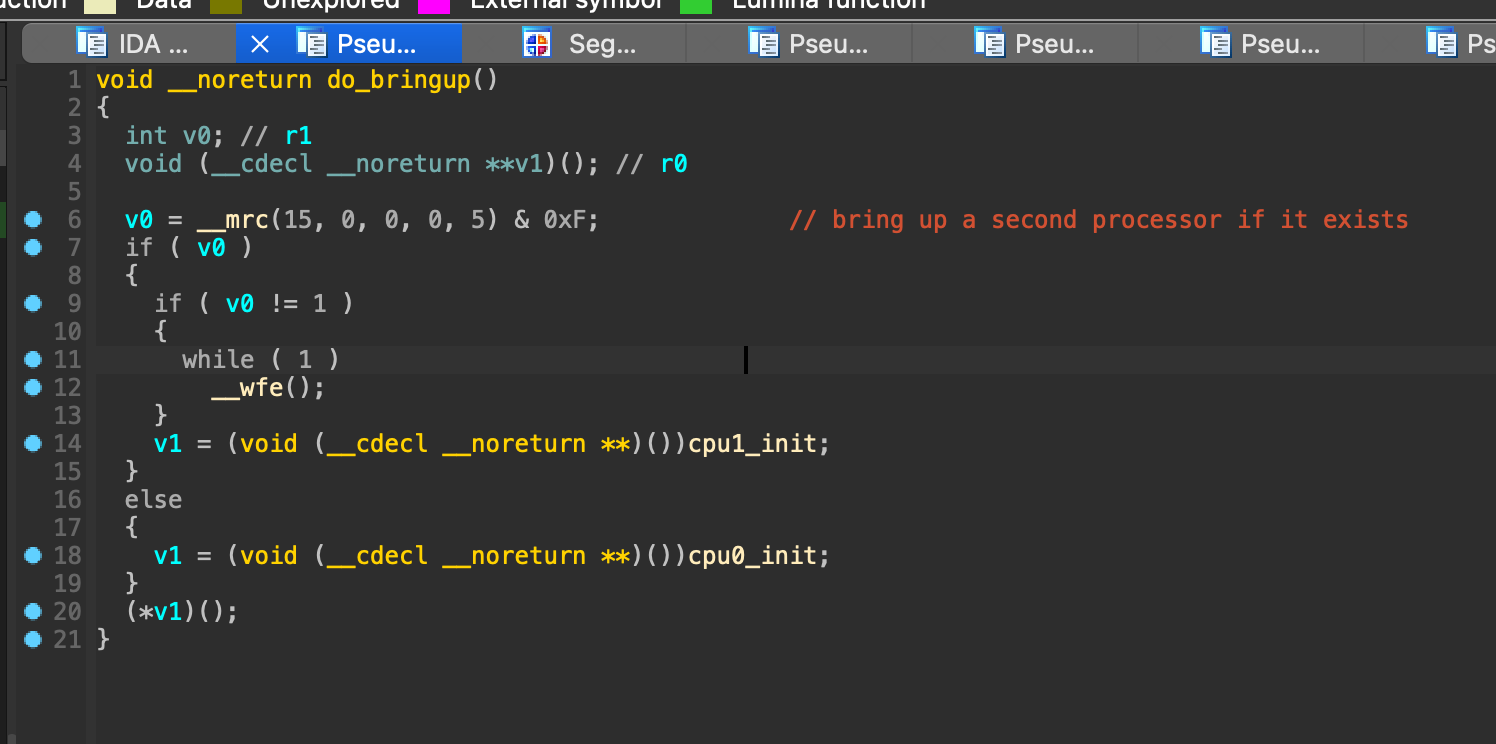 uction Data Unexplored External symbol Lumina function
IDA ... Pseu... Seg... Pseu... Pseu... Pseu... Ps
1 void __noreturn do_bringup()
2 {
3 int v0; // r1
4 void (__cdecl __noreturn **v1)(); // r0
5
6 v0 = __mrc(15, 0, 0, 0, 5) & 0xF; // bring up a second processor if it exists
7 if ( v0 )
8 {
9 if ( v0 != 1 )
10 {
11 while ( 1 )
12 __wfe();
13 }
14 v1 = (void (__cdecl __noreturn **)())cpu1_init;
15 }
16 else
17 {
18 v1 = (void (__cdecl __noreturn **)())cpu0_init;
19 }
20 (*v1)();
21 }